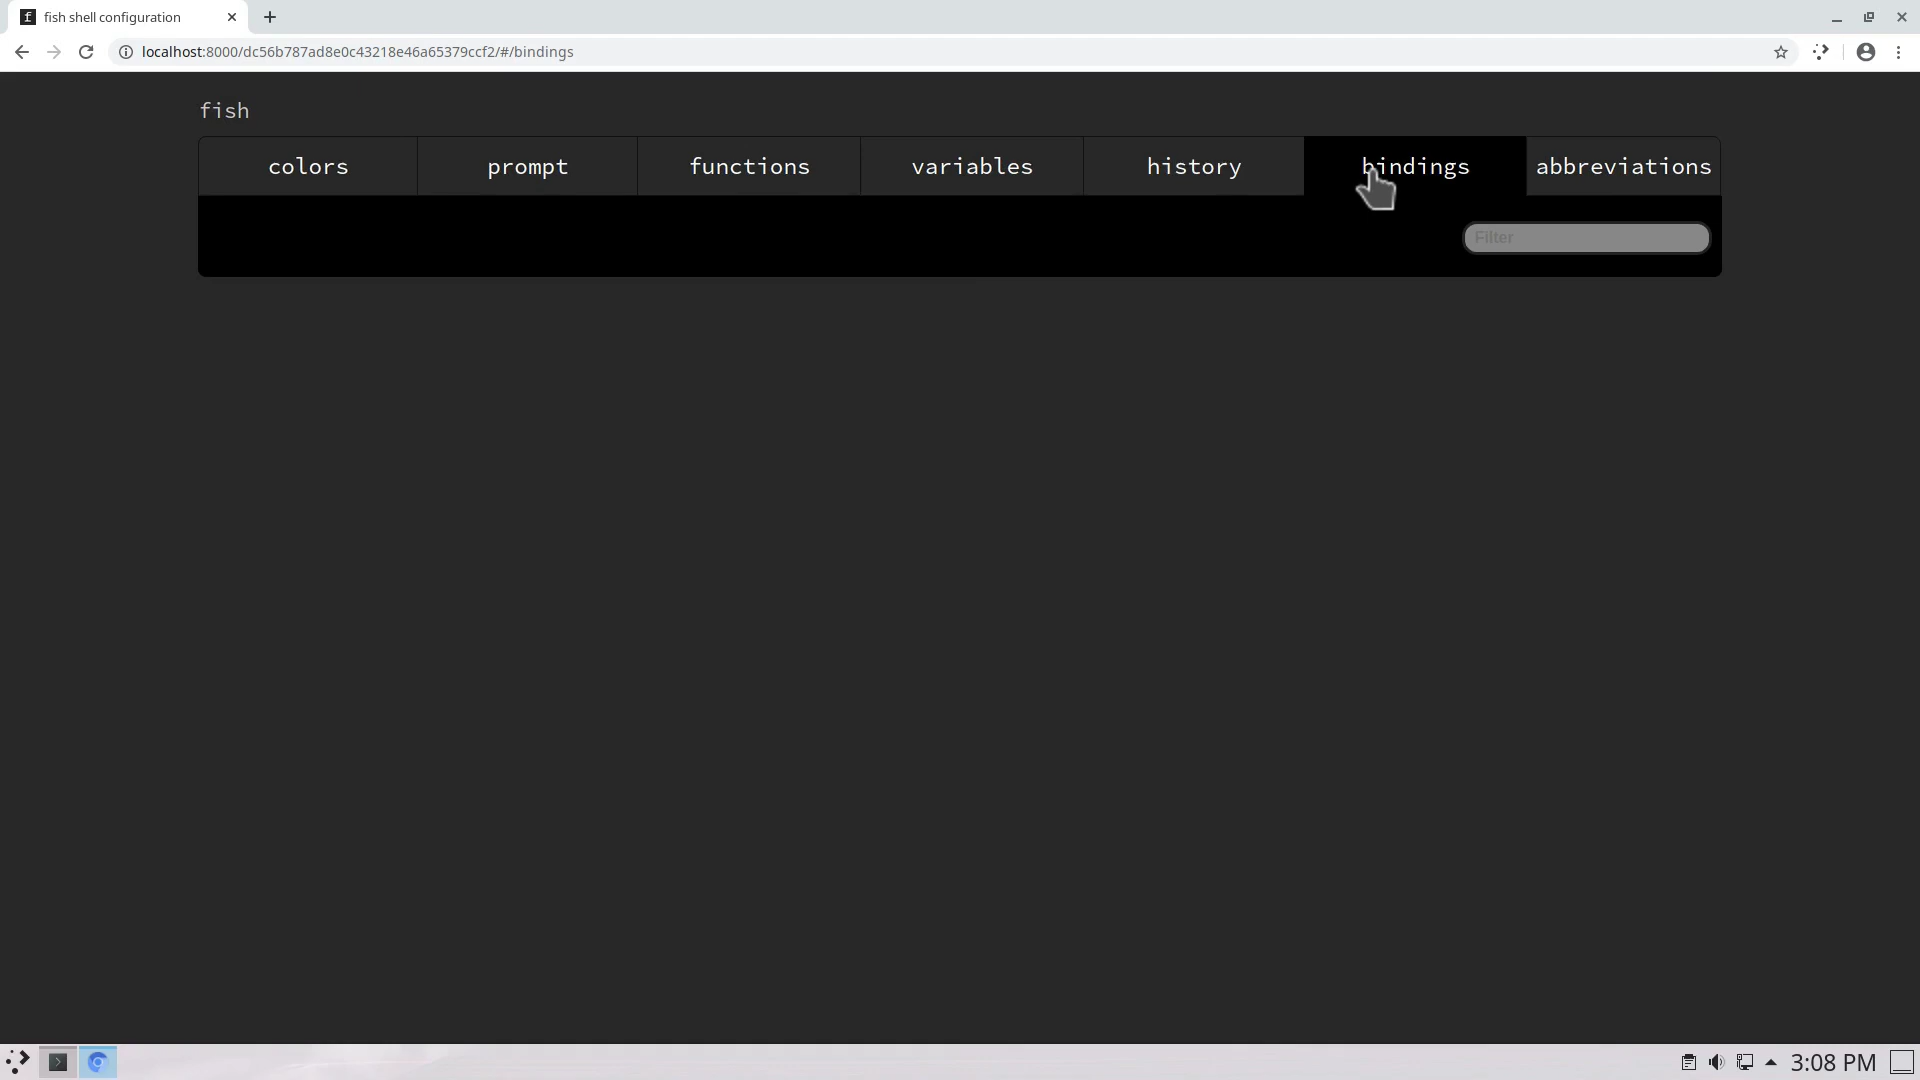 fish shell configuration
localhost:8000/dc56b787ad8e0c43218e46a65379ccf2/#/bindings
fish
colors prompt functions variables history bindings abbreviations
Filter
3:08 PM